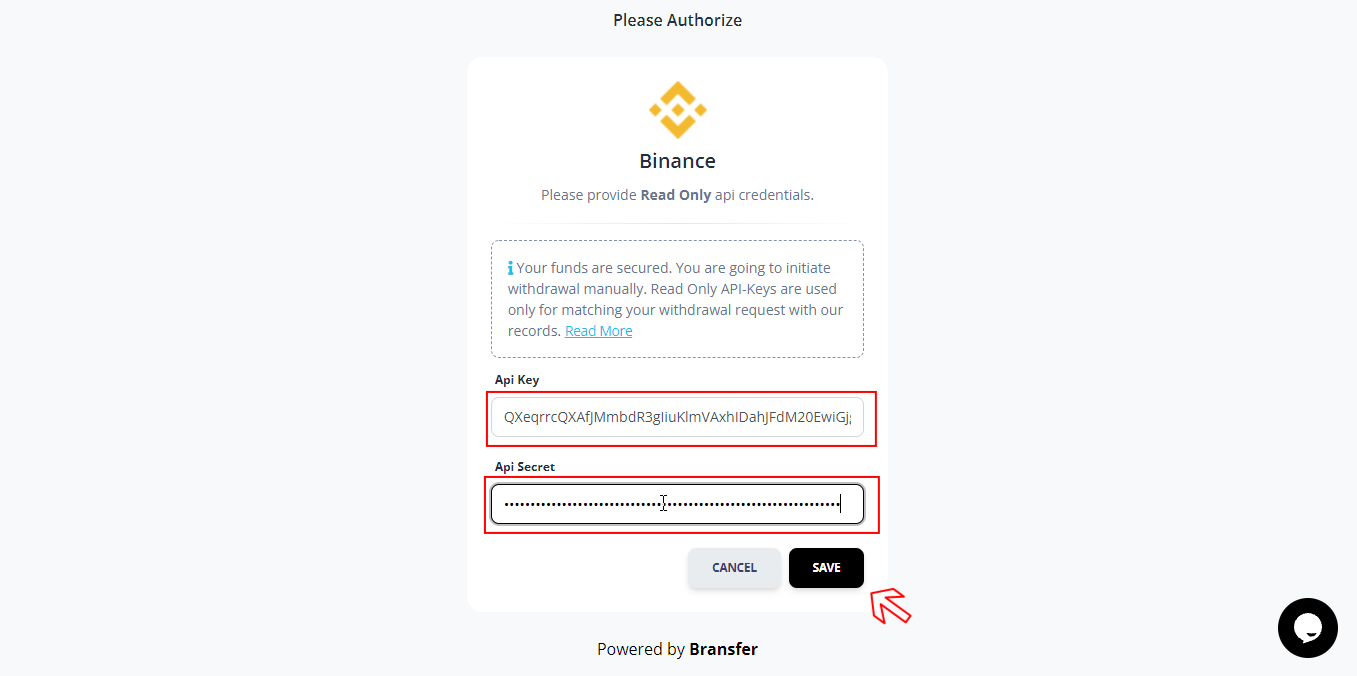 Please Authorize
Binance
Please provide Read Only api credentials.
Your funds are secured. You are going to initiate
withdrawal manually. Read Only API-Keys are used
only for matching your withdrawal request with our
records. Read More
Api Key
Api Secret
CANCEL SAVE
Powered by Bransfer